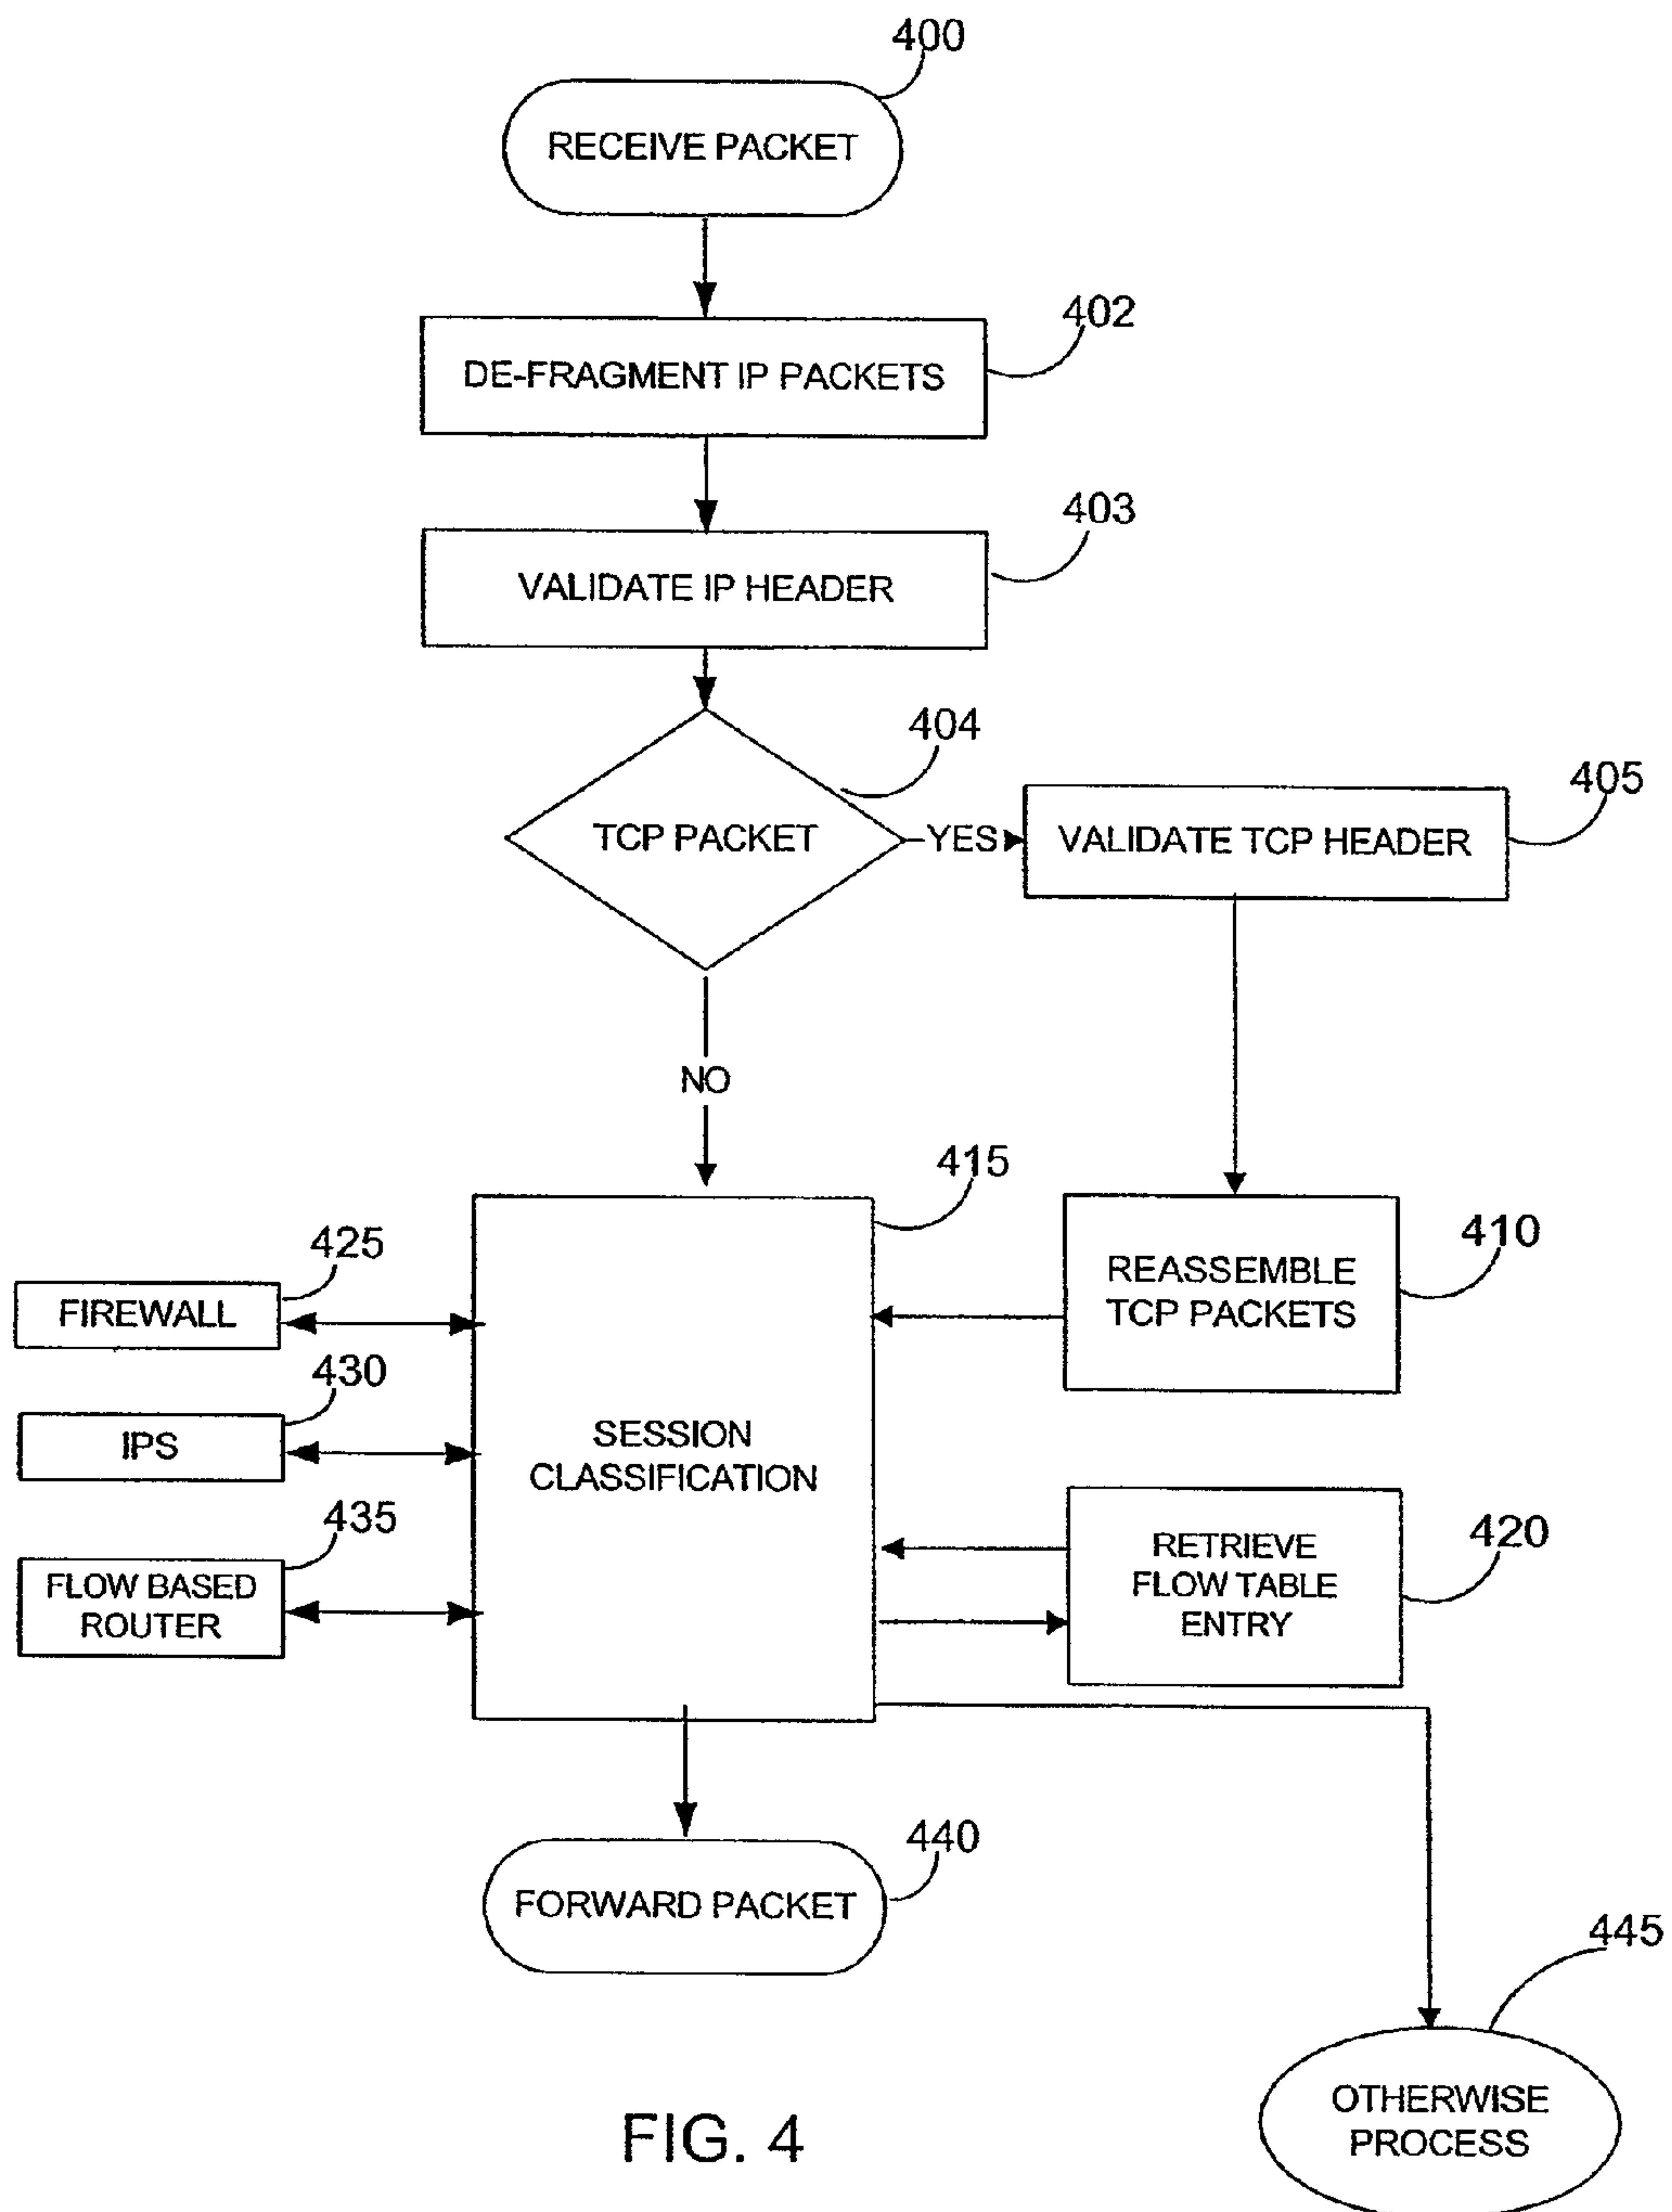 400
RECEIVE PACKET
402
DE-FRAGMENT IP PACKETS
403
VALIDATE IP HEADER
404
TCP PACKET
YES
405
VALIDATE TCP HEADER
NO
415
410
REASSEMBLE
TCP PACKETS
425
FIREWALL
430
IPS
435
FLOW BASED
ROUTER
SESSION
CLASSIFICATION
420
RETRIEVE
FLOW TABLE
ENTRY
440
FORWARD PACKET
445
OTHERWISE
PROCESS
FIG. 4